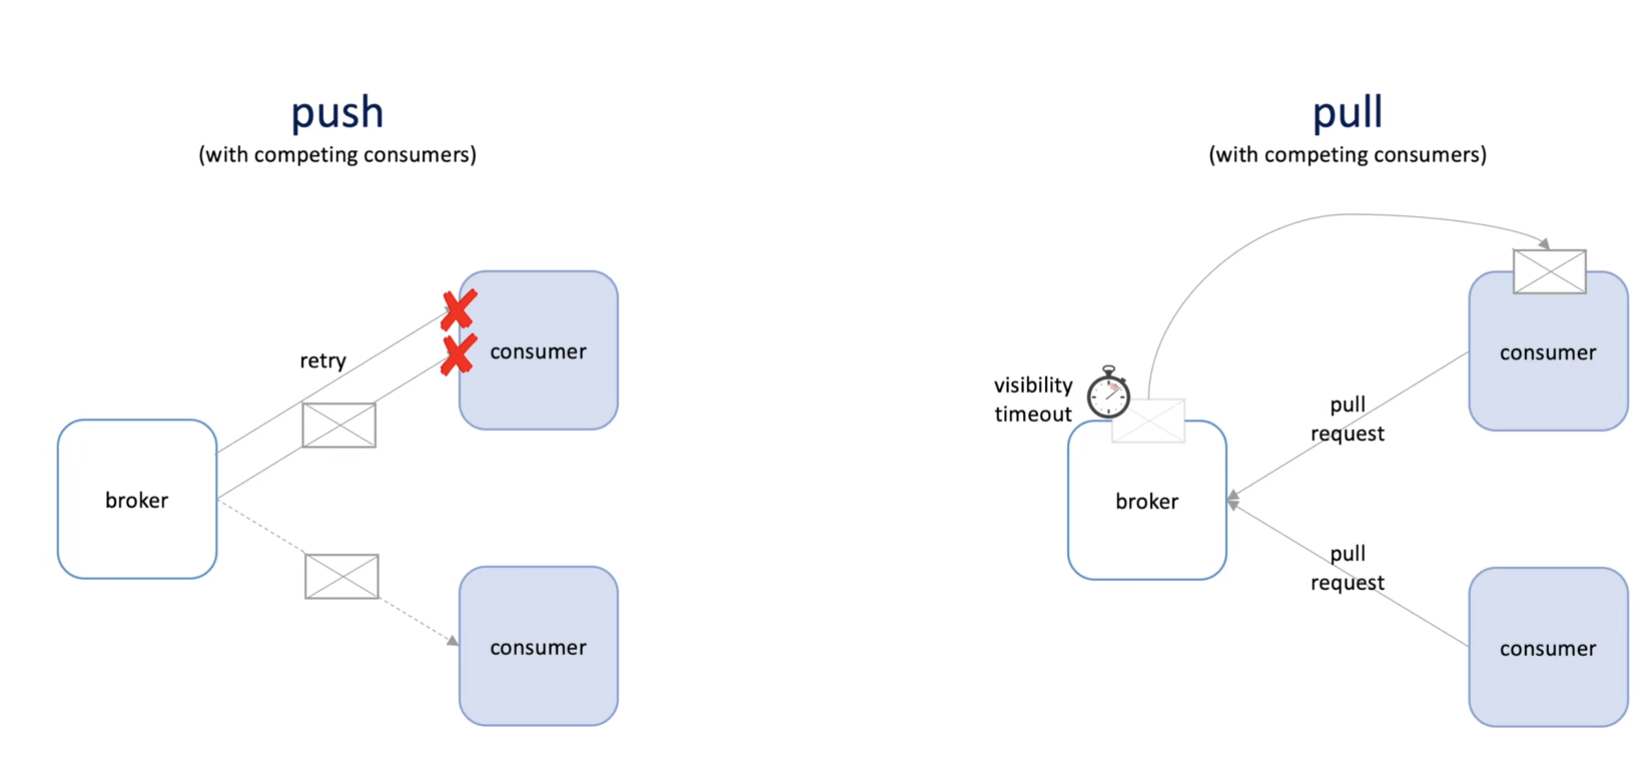 push
(with competing consumers)
retry
consumer
broker
consumer
pull
(with competing consumers)
visibility
timeout
consumer
pull
request
broker
pull
request
consumer